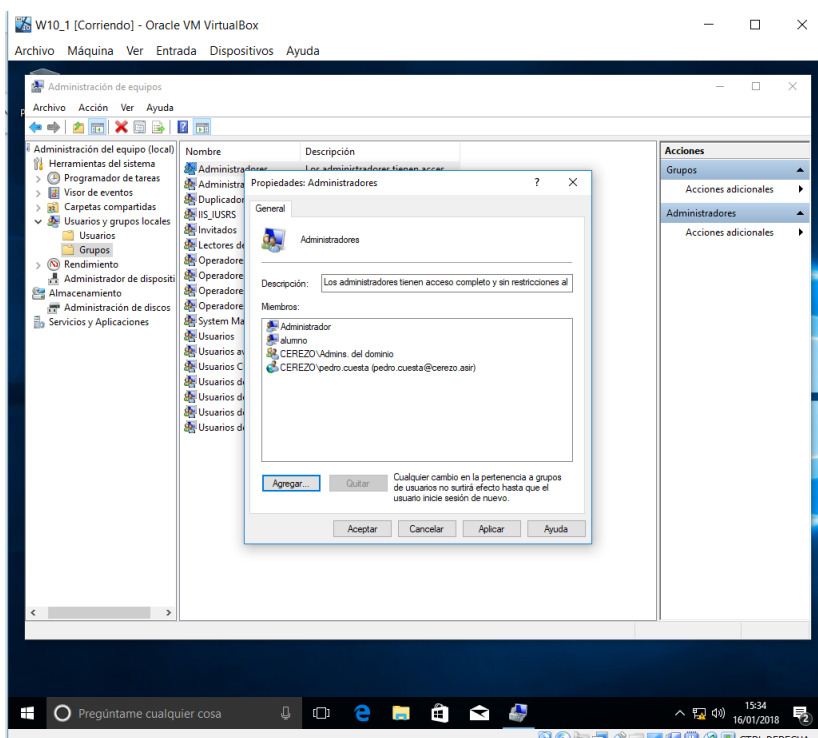 W10_1 [Corriendo] - Oracle VM VirtualBox
Archivo Máquina Ver Entrada Dispositivos Ayuda
Administración de equipos
Archivo Acción Ver Ayuda
Administración del equipo (local)
Herramientas del sistema
Programador de tareas
Visor de eventos
Carpetas compartidas
Usuarios y grupos locales
Usuarios
Grupos
Rendimiento
Administrador de dispositi
Almacenamiento
Administración de discos
Servicios y Aplicaciones
Nombre Descripción
Administradores Los administradores tienen acces
Administra
Duplicador
IIS_IUSRS
Invitados
Lectores de
Operadore
Operadore
Operadore
Operadore
System Ma
Usuarios
Usuarios av
Usuarios C
Usuarios de
Usuarios de
Usuarios de
Usuarios de
Propiedades: Administradores ?
General
Administradores
Descripción: Los administradores tienen acceso completo y sin restricciones al
Miembros:
Administrador
alumno
CEREZO\Admins. del dominio
CEREZO\pedro.cuesta (pedro.cuesta@cerezo.asir)
Agregar... Quitar
Cualquier cambio en la pertenencia a grupos
de usuarios no surtirá efecto hasta que el
usuario inicie sesión de nuevo.
Aceptar Cancelar Aplicar Ayuda
Acciones
Grupos
Acciones adicionales
Administradores
Acciones adicionales
Pregúntame cualquier cosa
15:34
16/01/2018
2
CTRL DERECHA